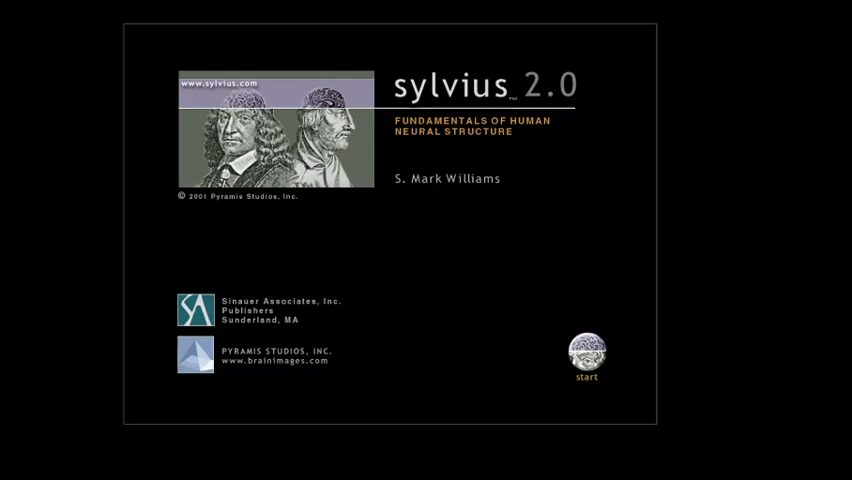 www.sylvius.com
sylvius™ 2.0
FUNDAMENTALS OF HUMAN
NEURAL STRUCTURE
S. Mark Williams
© 2001 Pyramis Studios, Inc.
SA
Sinauer Associates, Inc.
Publishers
Sunderland, MA
PYRAMIS STUDIOS, INC.
www.brainimages.com
start